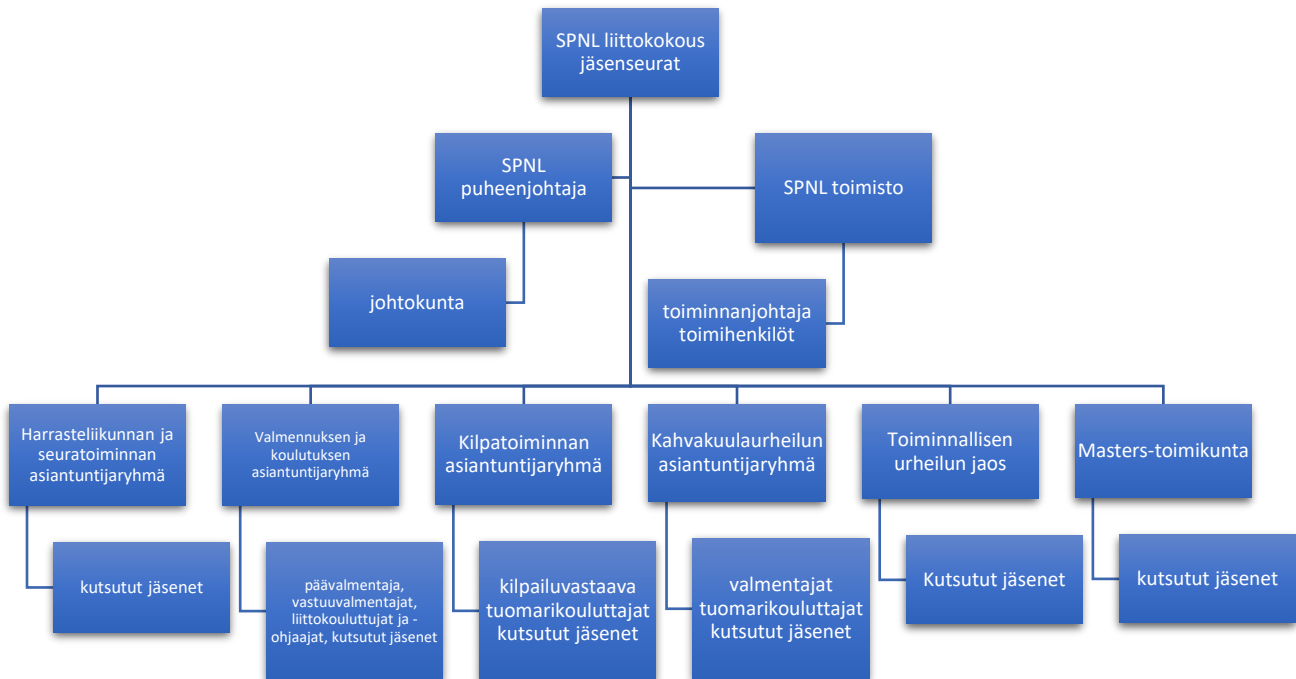 SPNL liittokokous
jäsenseurat
SPNL
puheenjohtaja
SPNL toimisto
johtokunta
toiminnanjohtaja
toimihenkilöt
Harrasteliikunnan ja
seuratoiminnan
asiantuntijaryhmä
Valmennuksen ja
koulutuksen
asiantuntijaryhmä
Kilpatoiminnan
asiantuntijaryhmä
Kahvakuulaurheilun
asiantuntijaryhmä
Toiminnallisen
urheilun jaos
Masters-toimikunta
kutsutut jäsenet
päävalmentaja,
vastuuvalmentajat,
liittokouluttujat ja -
ohjaajat, kutsutut jäsenet
kilpailuvastaava
tuomarikouluttajat
kutsutut jäsenet
valmentajat
tuomarikouluttajat
kutsutut jäsenet
Kutsutut jäsenet
kutsutut jäsenet